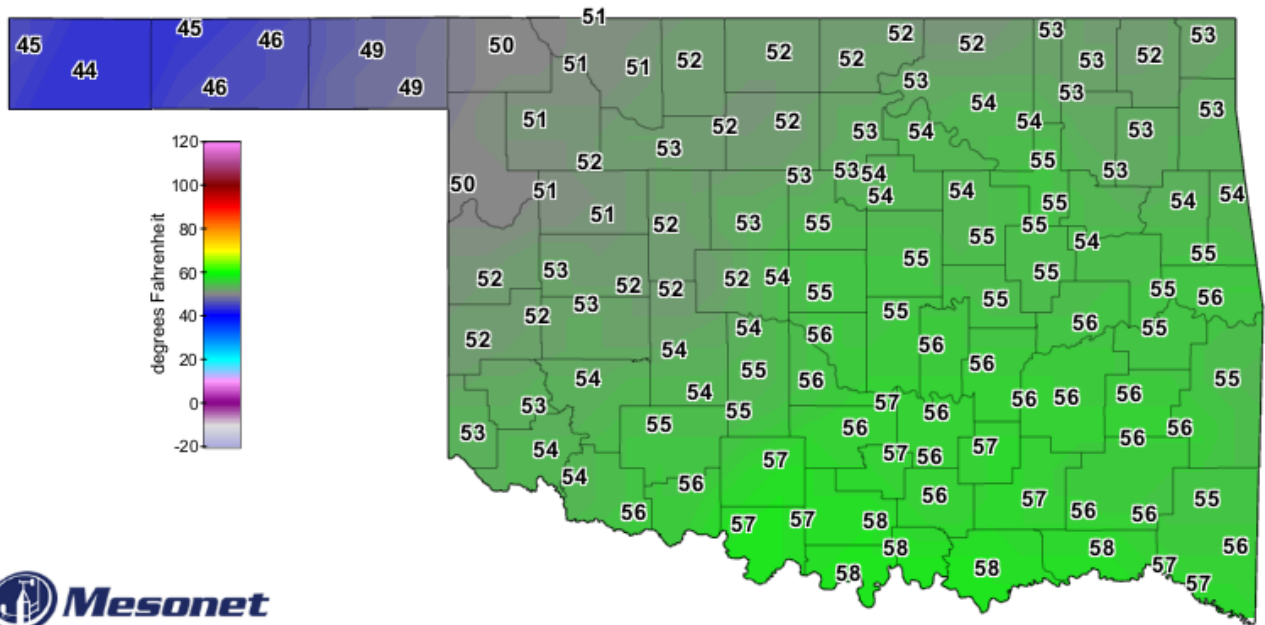 51
45 46 49 50 52 52 52 53 53
45 44 51 51 52 52 53 52
46 49 53 54 53 53
51 52 52 53 54 54 53
52 53 55 53
50 51 53 53 54 54 54 54 54
51 52 53 55 55 55
55 54
52 53 52 53 52 52 54 55 55 55 55 55 56
52 54 56 55 55 56 55
52 54 56 56
54 55 56 55
53 54 55 57 56 56 56 56
53 55 56 56 56
54 57 57 56 57
54 56 56 57 55
56 57 57 58 56 56
58 58 56
58 58 57 57
120
100
80
60
40
20
0
-20
degrees Fahrenheit
Mesonet